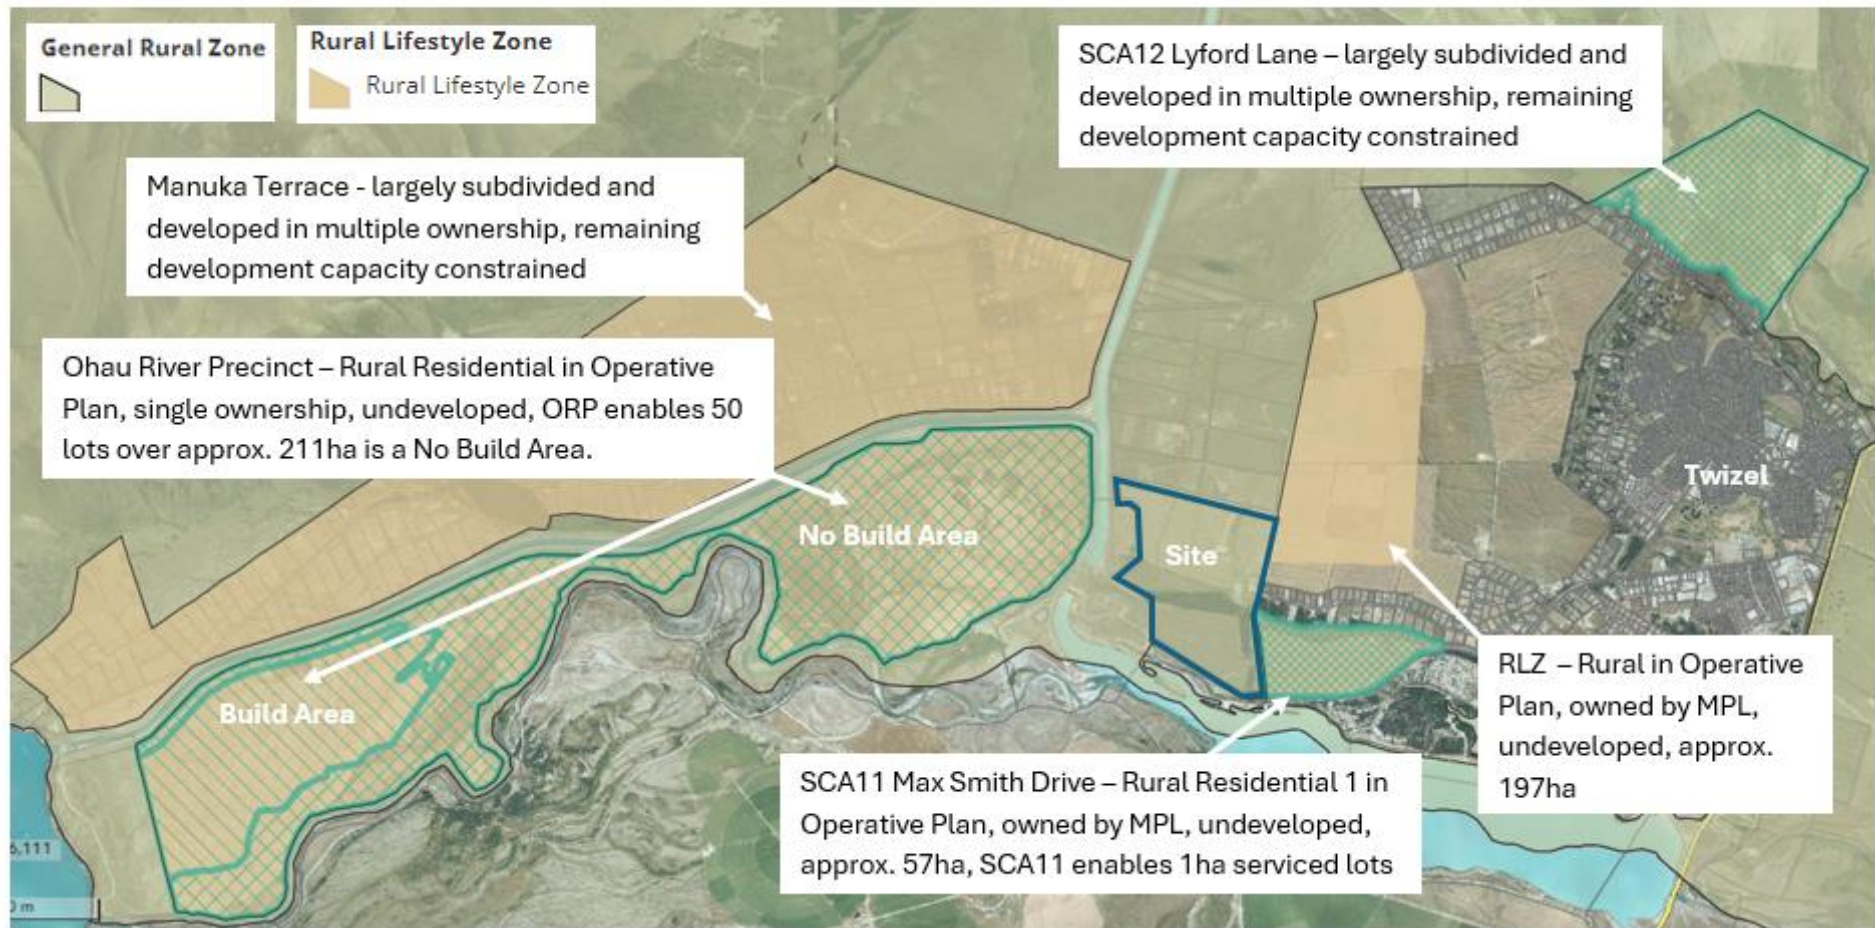 General Rural Zone
Rural Lifestyle Zone
Rural Lifestyle Zone
SCA12 Lyford Lane – largely subdivided and
developed in multiple ownership, remaining
development capacity constrained
Manuka Terrace - largely subdivided and
developed in multiple ownership, remaining
development capacity constrained
Ohau River Precinct – Rural Residential in Operative
Plan, single ownership, undeveloped, ORP enables 50
lots over approx. 211ha is a No Build Area.
Twizel
No Build Area
Site
Build Area
RLZ – Rural in Operative
Plan, owned by MPL,
undeveloped, approx.
197ha
SCA11 Max Smith Drive – Rural Residential 1 in
Operative Plan, owned by MPL, undeveloped,
approx. 57ha, SCA11 enables 1ha serviced lots
,111
m